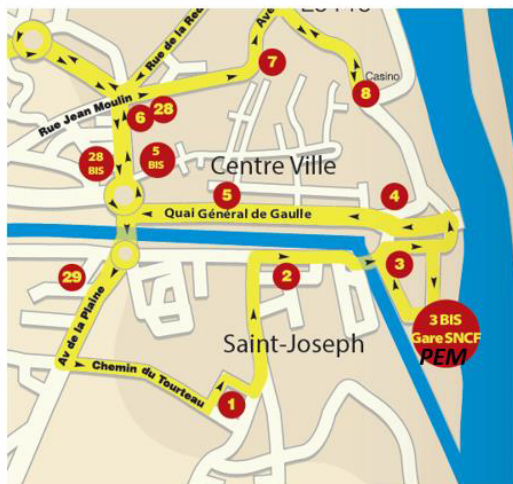 Rue de la Red
Ave
7
Casino
8
Rue Jean Moulin
6
28
28
BIS
5
BIS
Centre Ville
5
4
Quai Général de Gaulle
29
2
3
Av de la Plaine
3 BIS
Gare SNCF
PEM
Saint-Joseph
Chemin du Tourteau
1